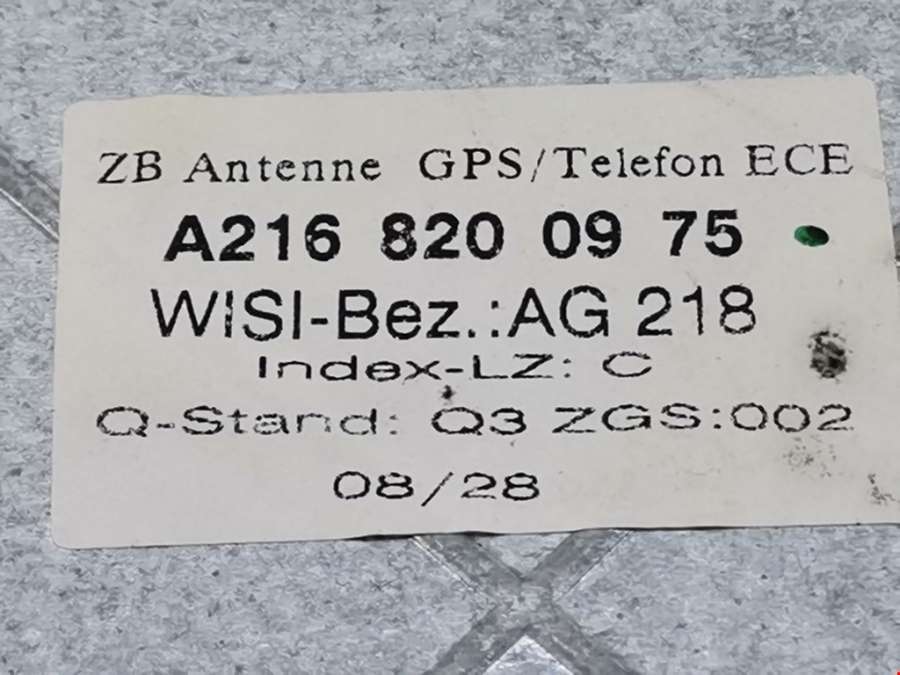 ZB Antenne GPS/Telefon ECE
A216 820 09 75
WISI-Bez.:AG 218
Index-LZ: C
Q-Stand: Q3 ZGS:002
08/28